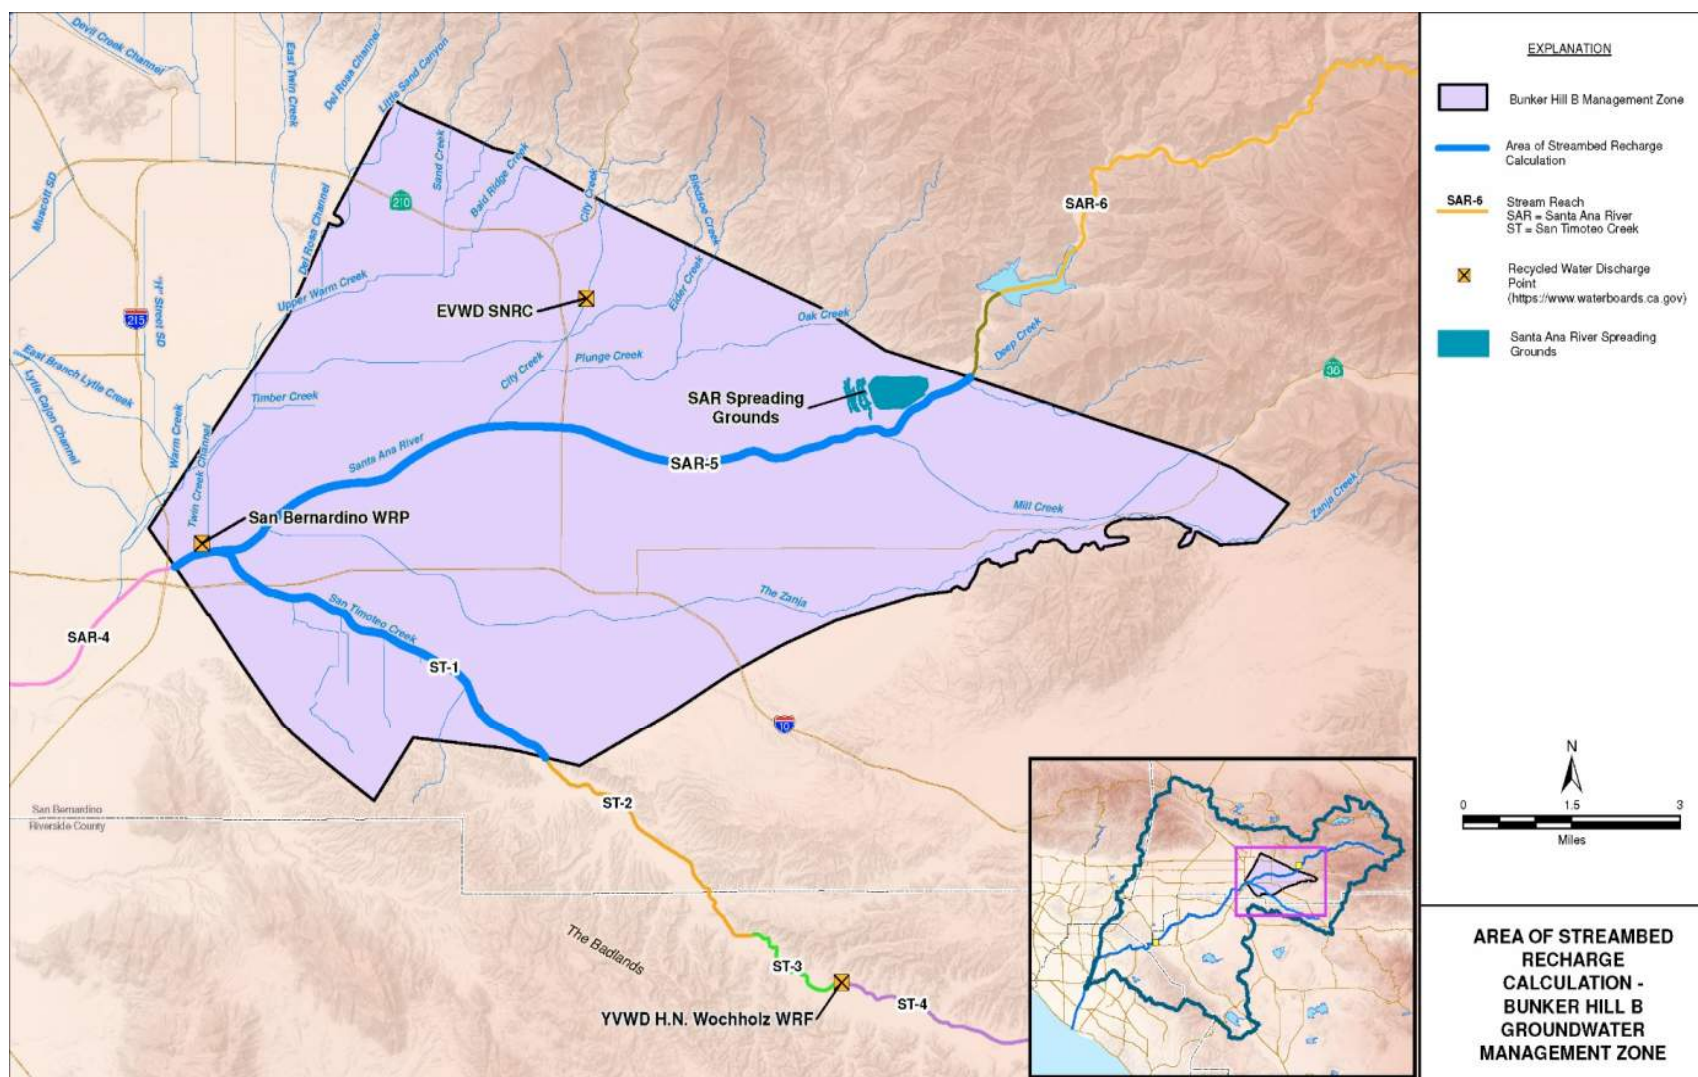 Devil Creek Channel
East Twin Creek
Del Rosa Channel
Little Sand Canyon
Muscott SD
Sand Creek
Bald Ridge Creek
City Creek
Bledsoe Creek
210
Del Rosa Channel
Upper Warm Creek
Elder Creek
SAR-6
215
"H" Street SD
EVWD SNRC
Oak Creek
Deep Creek
38
East Branch Lytle Creek
Lytle Cajon Channel
City Creek
Plunge Creek
Timber Creek
Warm Creek
Twin Creek Channel
SAR Spreading
Grounds
Santa Ana River
SAR-5
Mill Creek
Zanja Creek
San Bernardino WRP
The Zanja
San Timoteo Creek
SAR-4
ST-1
10
ST-2
San Bernardino
Riverside County
The Badlands
ST-3
ST-4
YVWD H.N. Wochholz WRF
EXPLANATION
Bunker Hill B Management Zone
Area of Streambed Recharge
Calculation
SAR-6
Stream Reach
SAR = Santa Ana River
ST = San Timoteo Creek
Recycled Water Discharge
Point
(https://www.waterboards.ca.gov)
Santa Ana River Spreading
Grounds
N
0 1.5 3
Miles
AREA OF STREAMBED
RECHARGE
CALCULATION -
BUNKER HILL B
GROUNDWATER
MANAGEMENT ZONE